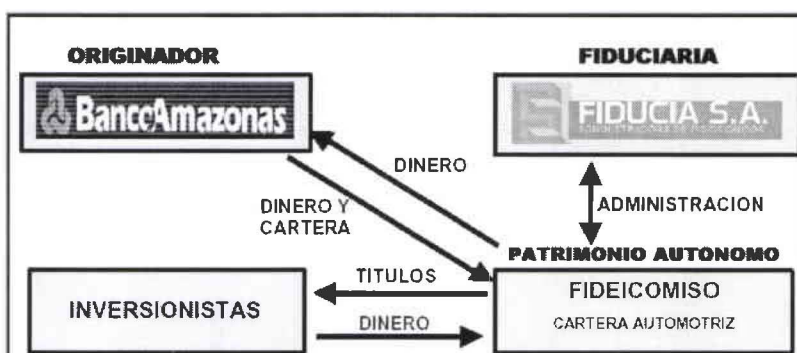 ORIGINADOR
FIDUCIARIA
BancoAmazonas
FIDUCIA S.A.
DINERO
DINERO Y
CARTERA
ADMINISTRACION
PATRIMONIO AUTONOMO
TITULOS
FIDEICOMISO
INVERSIONISTAS
CARTERA AUTOMOTRIZ
DINERO